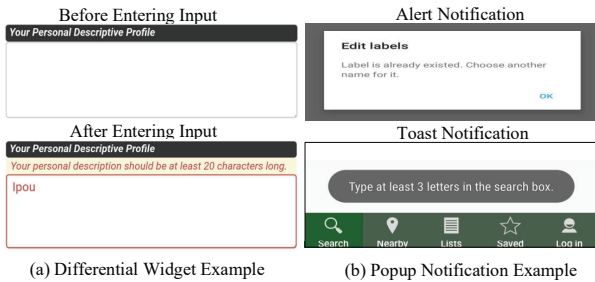 Before Entering Input
Your Personal Descriptive Profile
After Entering Input
Your Personal Descriptive Profile
Your personal description should be at least 20 characters long.
Ipou
(a) Differential Widget Example
Alert Notification
Edit labels
Label is already existed. Choose another
name for it.
OK
Toast Notification
Type at least 3 letters in the search box.
Search Nearby Lists Saved Log in
(b) Popup Notification Example